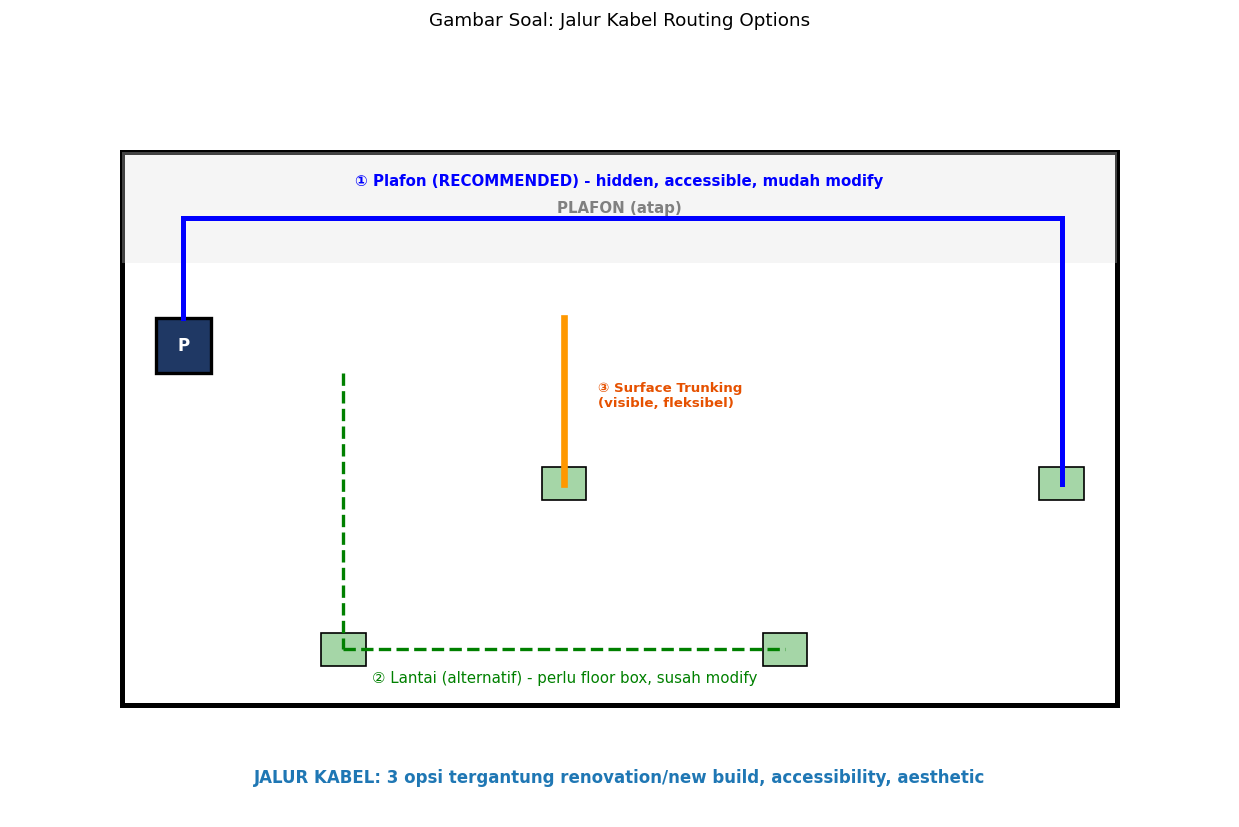 Gambar Soal: Jalur Kabel Routing Options
① Plafon (RECOMMENDED) - hidden, accessible, mudah modify
PLAFON (atap)
P
③ Surface Trunking
(visible, fleksibel)
② Lantai (alternatif) - perlu floor box, susah modify
JALUR KABEL: 3 opsi tergantung renovation/new build, accessibility, aesthetic